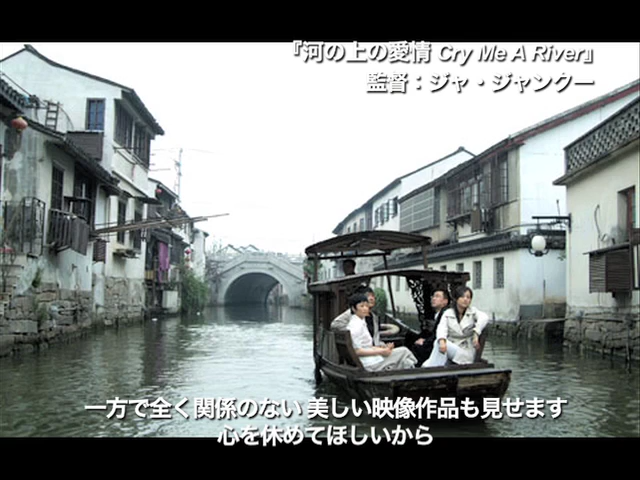 『河の上の愛情 Cry Me A River』
監督：ジャ・ジャンクー
一方で全く関係のない 美しい映像作品も見せます
心を休めてほしいから